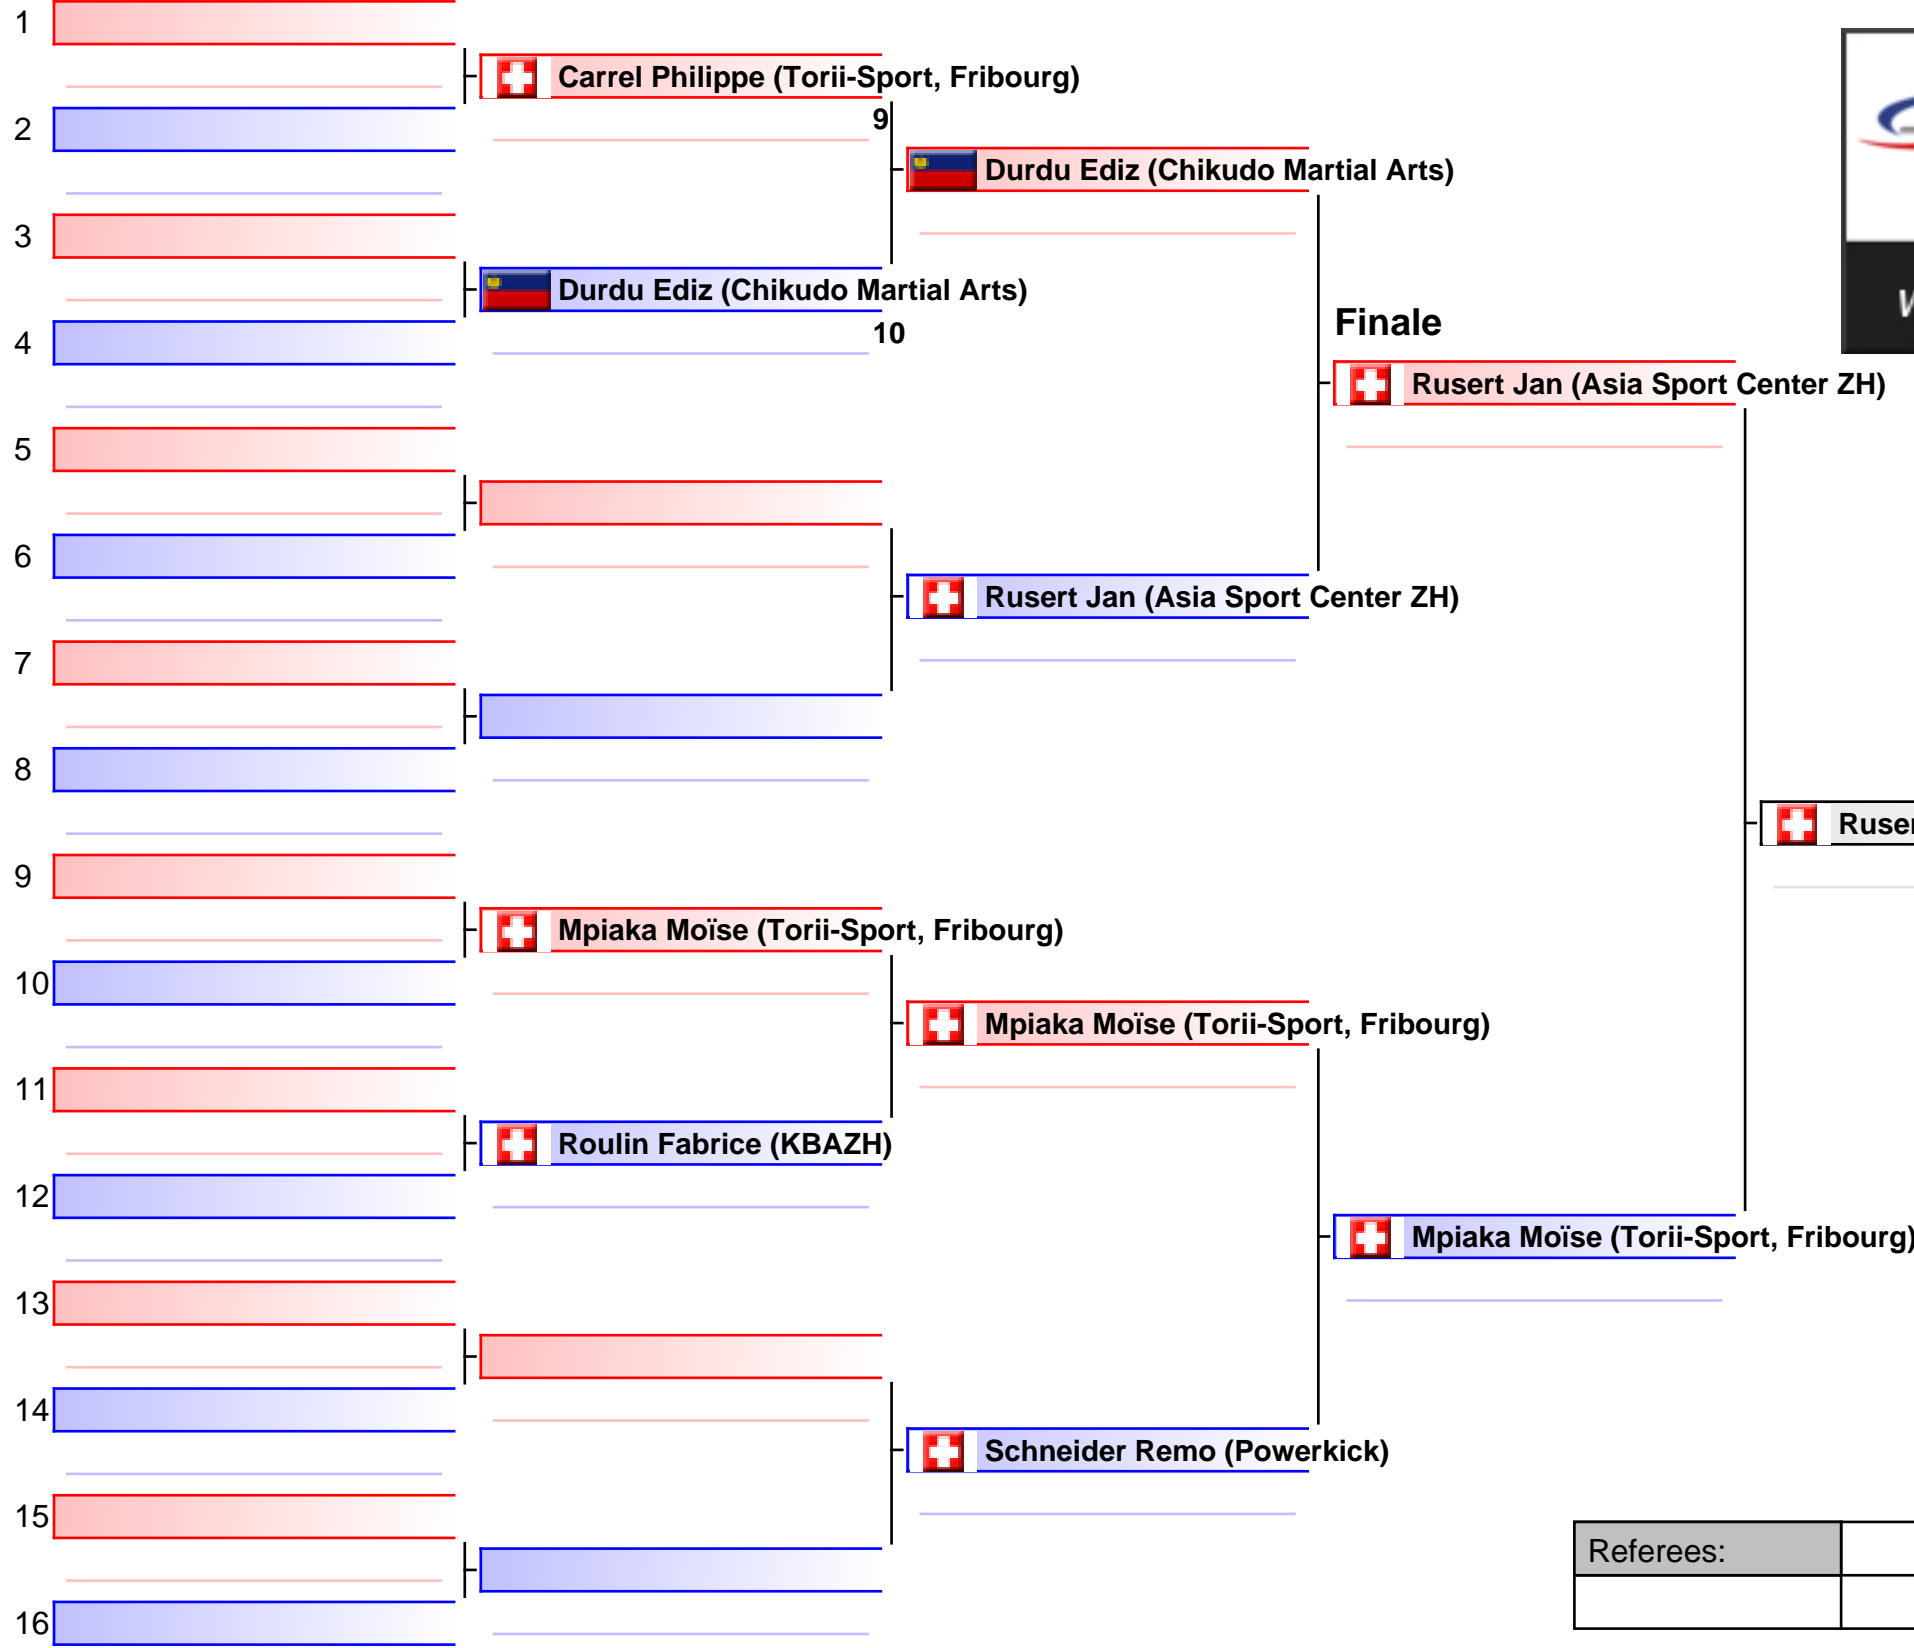 1
Carrel Philippe (Torii-Sport, Fribourg)
2
9
Durdu Ediz (Chikudo Martial Arts)
3
Durdu Ediz (Chikudo Martial Arts)
4
10
Finale
Rusert Jan (Asia Sport Center ZH)
5
6
Rusert Jan (Asia Sport Center ZH)
7
8
9
Mpiaka Moïse (Torii-Sport, Fribourg)
10
Mpiaka Moïse (Torii-Sport, Fribourg)
11
Roulin Fabrice (KBAZH)
12
Mpiaka Moïse (Torii-Sport, Fribourg)
13
14
Schneider Remo (Powerkick)
15
Referees:
16